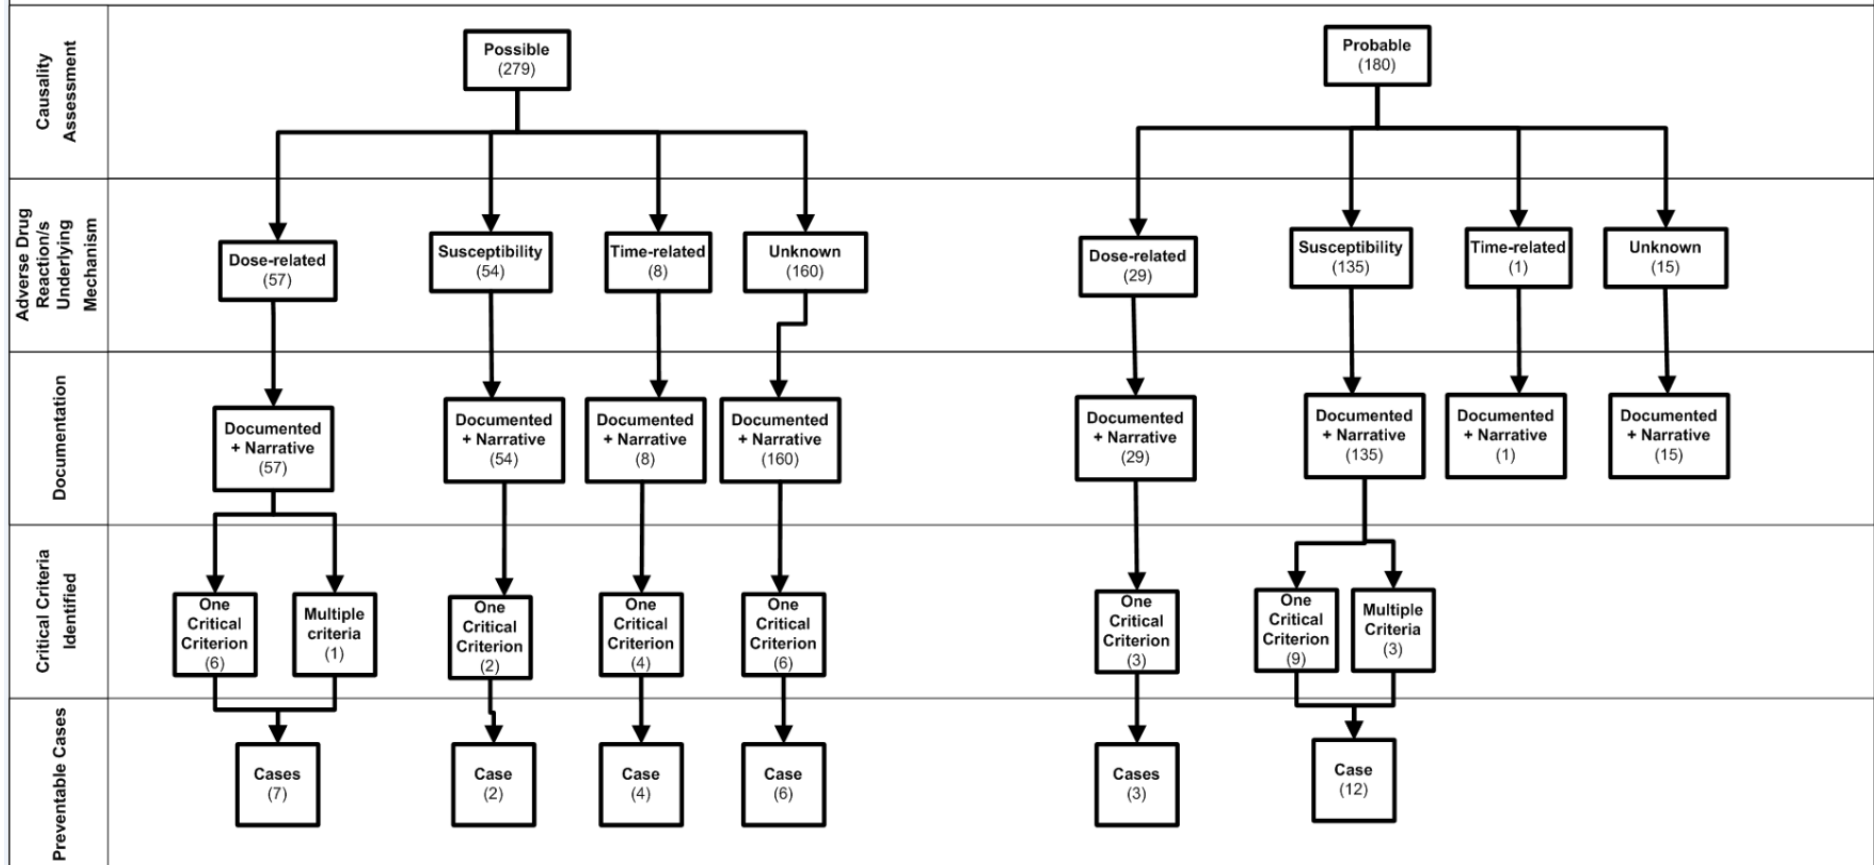 Causality
Assessment
Possible
(279)
Probable
(180)
Adverse Drug
Reaction/s
Underlying
Mechanism
Dose-related
(57)
Susceptibility
(54)
Time-related
(8)
Unknown
(160)
Dose-related
(29)
Susceptibility
(135)
Time-related
(1)
Unknown
(15)
Documentation
Documented
+ Narrative
(57)
Documented
+ Narrative
(54)
Documented
+ Narrative
(8)
Documented
+ Narrative
(160)
Documented
+ Narrative
(29)
Documented
+ Narrative
(135)
Documented
+ Narrative
(1)
Documented
+ Narrative
(15)
Critical Criteria
Identified
One
Critical
Criterion
(6)
Multiple
criteria
(1)
One
Critical
Criterion
(2)
One
Critical
Criterion
(4)
One
Critical
Criterion
(6)
One
Critical
Criterion
(3)
One
Critical
Criterion
(9)
Multiple
Criteria
(3)
Preventable Cases
Cases
(7)
Case
(2)
Case
(4)
Case
(6)
Cases
(3)
Case
(12)